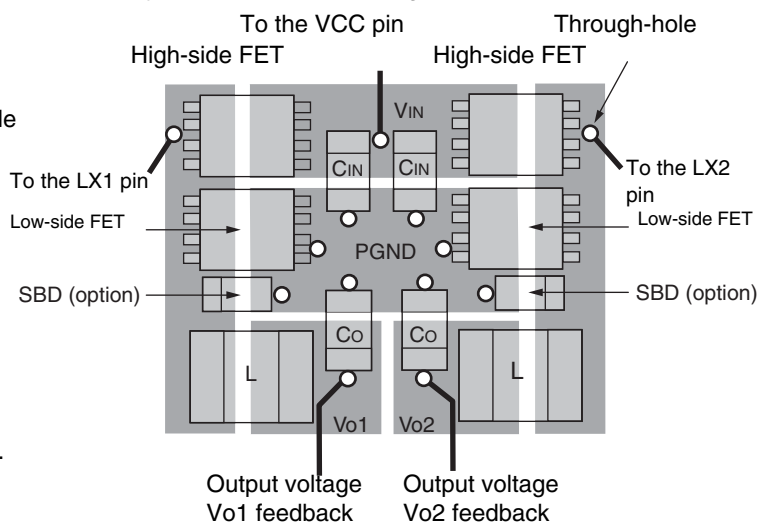 To the VCC pin
Through-hole
High-side FET
High-side FET
VIN
le
CIN
CIN
To the LX1 pin
To the LX2
pin
Low-side FET
Low-side FET
PGND
SBD (option)
SBD (option)
CO
CO
L
L
Vo1
Vo2
.
Output voltage
Vo1 feedback
Output voltage
Vo2 feedback